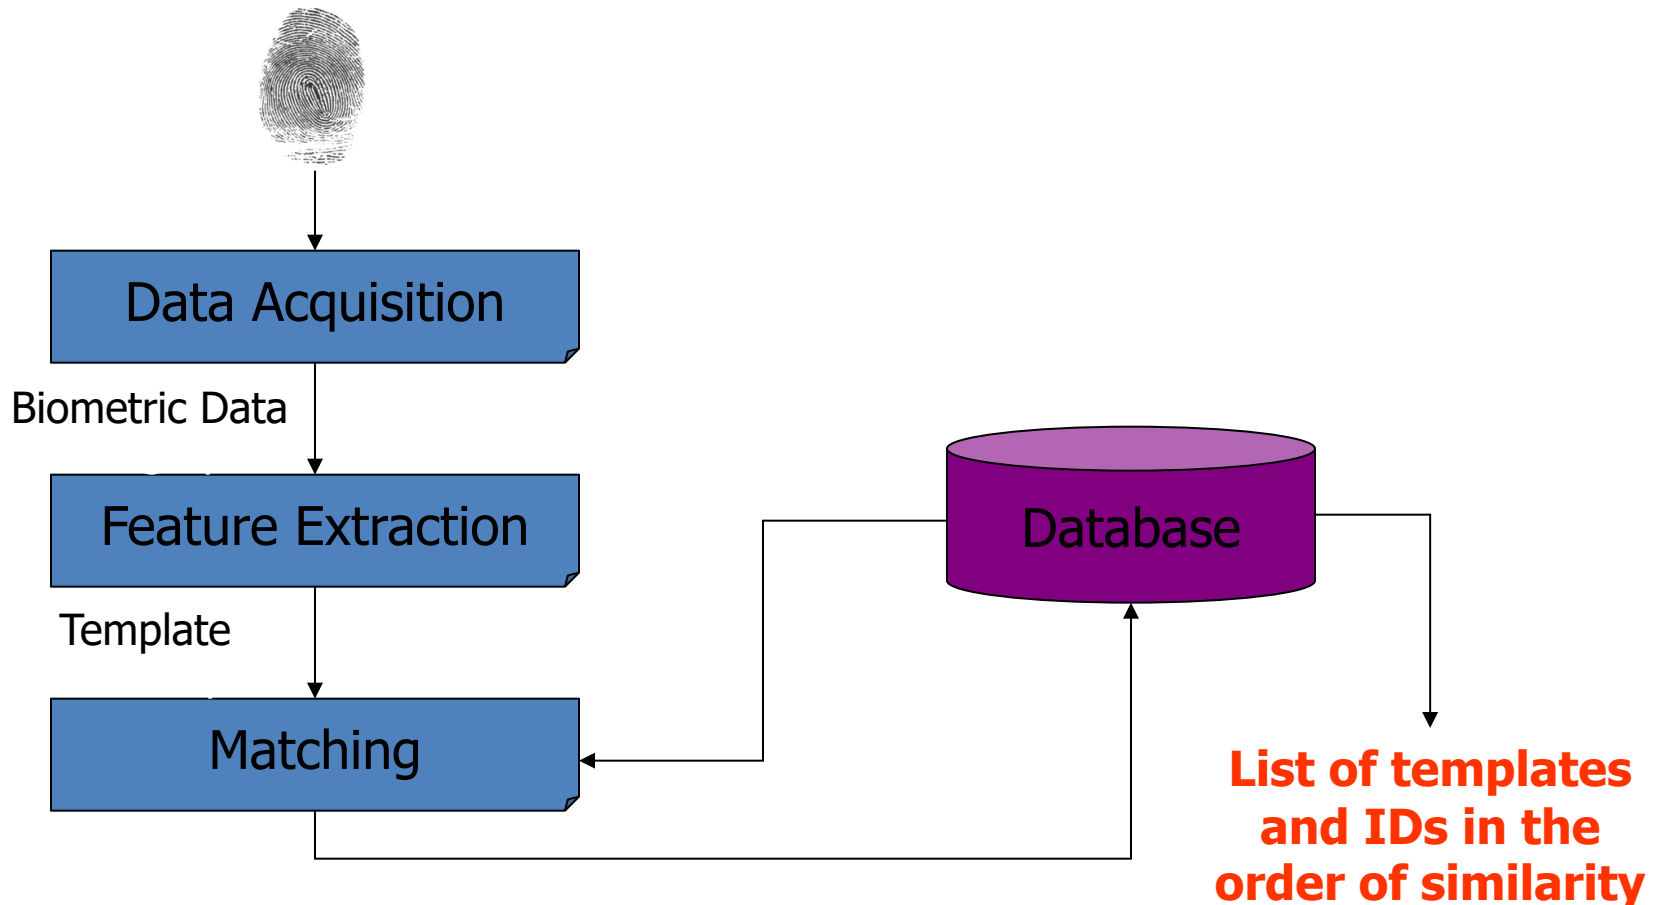 Data Acquisition
Biometric Data
Feature Extraction
Database
Template
Matching
List of templates
and IDs in the
order of similarity